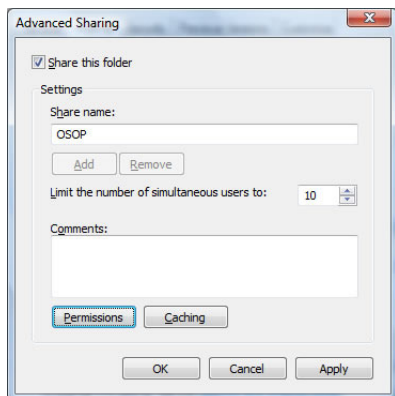 Advanced Sharing
Share this folder
Settings
Share name:
OSOP
Add Remove
Limit the number of simultaneous users to: 10
Comments:
Permissions Caching
OK Cancel Apply